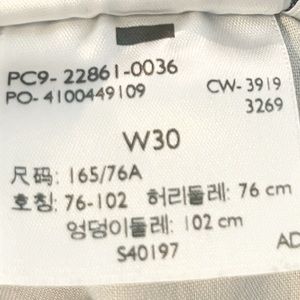 PC9- 22861-0036
PO- 4100449109 CW- 3919
3269
W30
尺码: 165/76A
호칭: 76-102 허리둘레: 76 cm
엉덩이둘레: 102 cm
S40197
AD